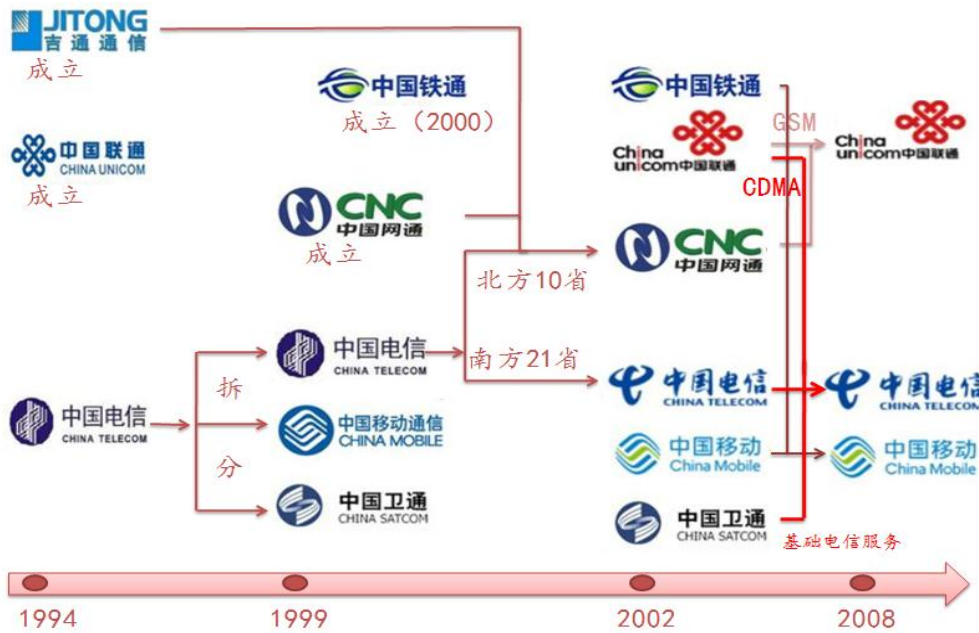 JITONG
吉通通信
成立
中国联通
CHINA UNICOM
成立
中国电信
CHINA TELECOM
拆
分
中国铁通
成立（2000）
CNC
中国网通
成立
中国电信
CHINA TELECOM
中国移动通信
CHINA MOBILE
中国卫通
CHINA SATCOM
北方10省
南方21省
中国铁通
China
unicom中国联通
CNC
中国网通
中国电信
CHINA TELECOM
中国移动
China Mobile
中国卫通
CHINA SATCOM
GSM
CDMA
基础电信服务
China
unicom中国联通
中国电信
CHINA TELECOM
中国移动
China Mobile
1994
1999
2002
2008